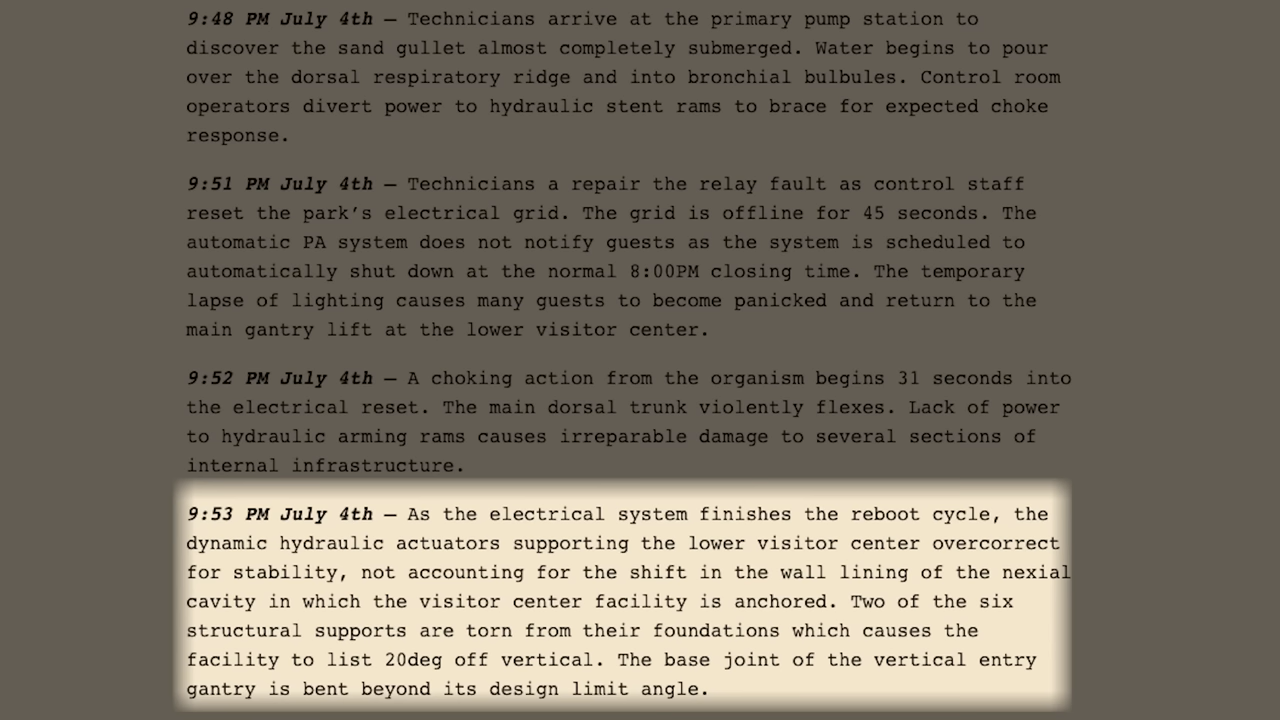 9:48 PM July 4th — Technicians arrive at the primary pump station to
discover the sand gullet almost completely submerged. Water begins to pour
over the dorsal respiratory ridge and into bronchial bulbules. Control room
operators divert power to hydraulic stent rams to brace for expected choke
response.
9:51 PM July 4th — Technicians a repair the relay fault as control staff
reset the park’s electrical grid. The grid is offline for 45 seconds. The
automatic PA system does not notify guests as the system is scheduled to
automatically shut down at the normal 8:00PM closing time. The temporary
lapse of lighting causes many guests to become panicked and return to the
main gantry lift at the lower visitor center.
9:52 PM July 4th — A choking action from the organism begins 31 seconds into
the electrical reset. The main dorsal trunk violently flexes. Lack of power
to hydraulic arming rams causes irreparable damage to several sections of
internal infrastructure.
9:53 PM July 4th — As the electrical system finishes the reboot cycle, the
dynamic hydraulic actuators supporting the lower visitor center overcorrect
for stability, not accounting for the shift in the wall lining of the nexial
cavity in which the visitor center facility is anchored. Two of the six
structural supports are torn from their foundations which causes the
facility to list 20deg off vertical. The base joint of the vertical entry
gantry is bent beyond its design limit angle.